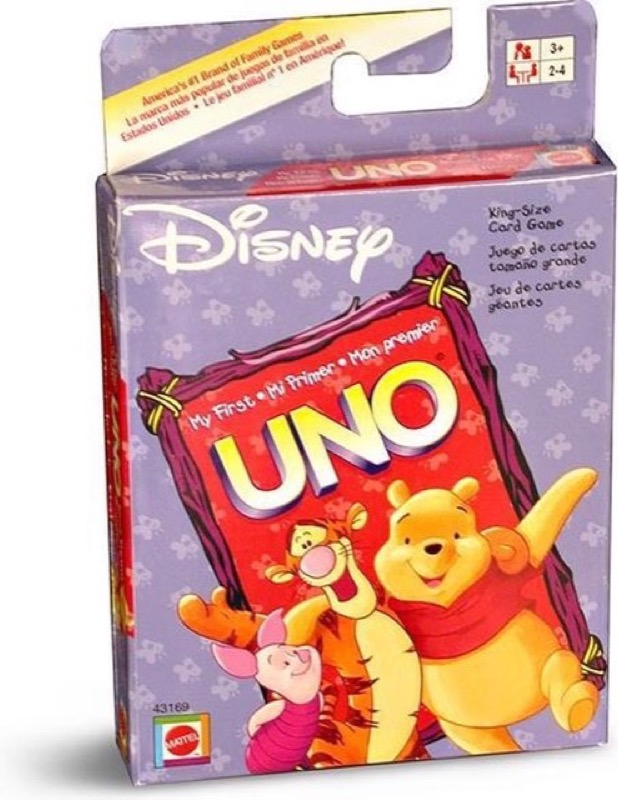 America's #1 Brand of Family Games
La marca más popular de juegos de familia en
Estados Unidos • Le jeu familial nº 1 en Amérique!
3+
2-4
Disney
UNO
MATTEL
Disney
King-Size
Card Game
Juego de cartas
tamaño grande
Jeu de cartes
géantes
My First • Mi Primer • Mon premier
UNO
43169
MATTEL